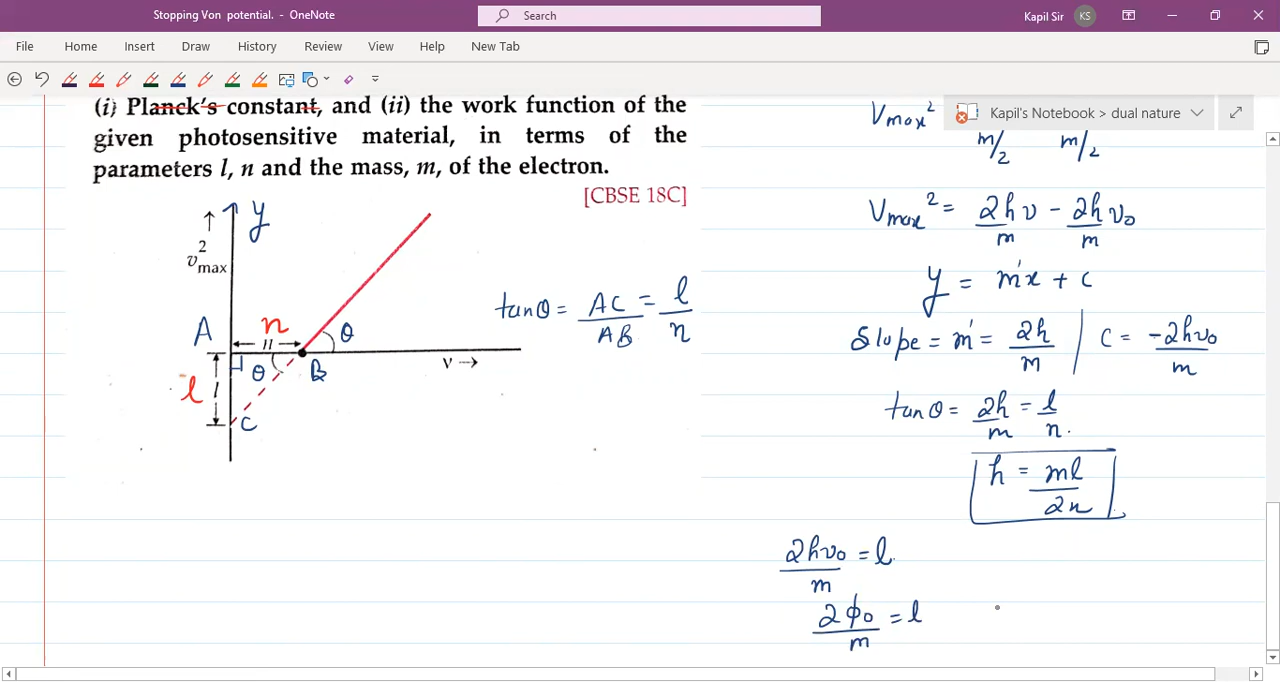 Stopping Von potential. - OneNote
Search
Kapil Sir KS
File Home Insert Draw History Review View Help New Tab
Kapil's Notebook > dual nature
(i) Planck's constant, and (ii) the work function of the
given photosensitive material, in terms of the
parameters l, n and the mass, m, of the electron.
[CBSE 18C]
y
v²max
A
n
n
θ
θ
B
ν →
l
l
C
tanθ = AC/AB = l/n
Vmax² m/2 m/2
Vmax² = 2hν/m - 2hν₀/m
y = m'x + c
Slope = m' = 2h/m | C = -2hν₀/m
tanθ = 2h/m = l/n.
h = ml/2n
2hν₀/m = l
2ϕ₀/m = l